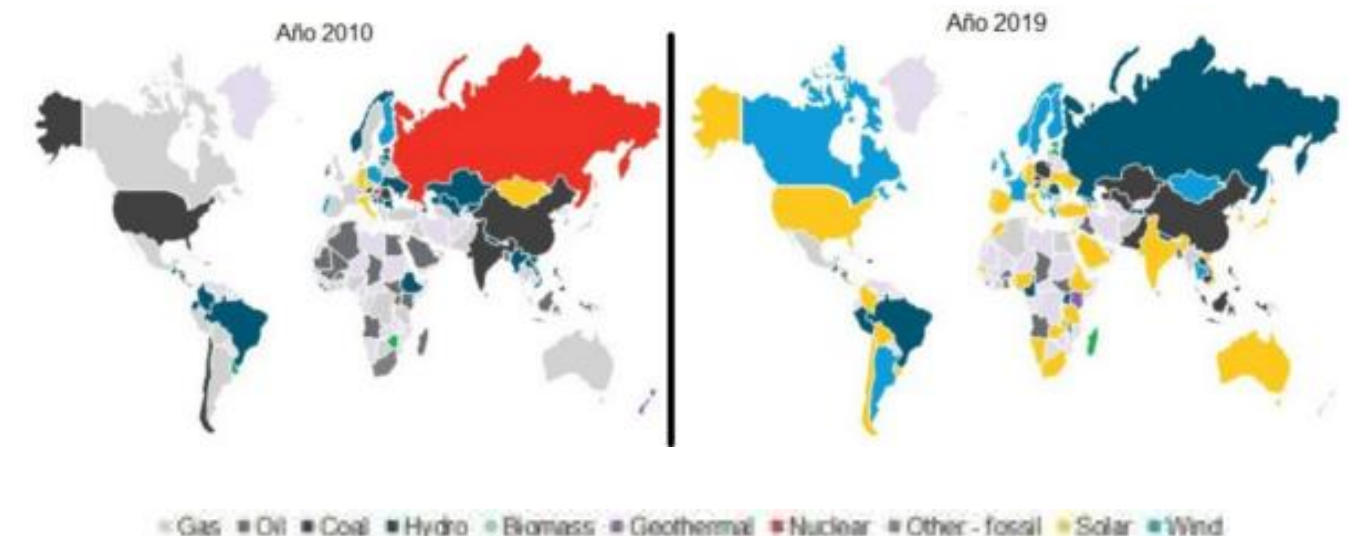 Año 2010
Año 2019
Gas Oil Coal Hydro Biomass Geothermal Nuclear Other - fossil Solar Wind